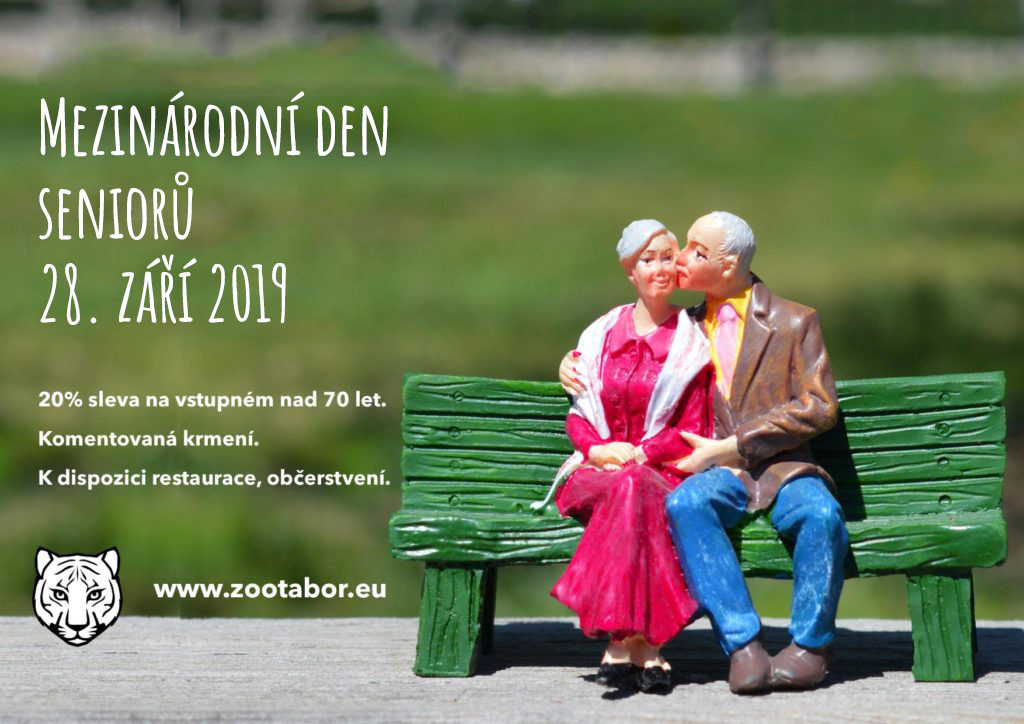 Mezinárodní den
seniorů
28. září 2019
20% sleva na vstupném nad 70 let.
Komentovaná krmení.
K dispozici restaurace, občerstvení.
www.zootabor.eu